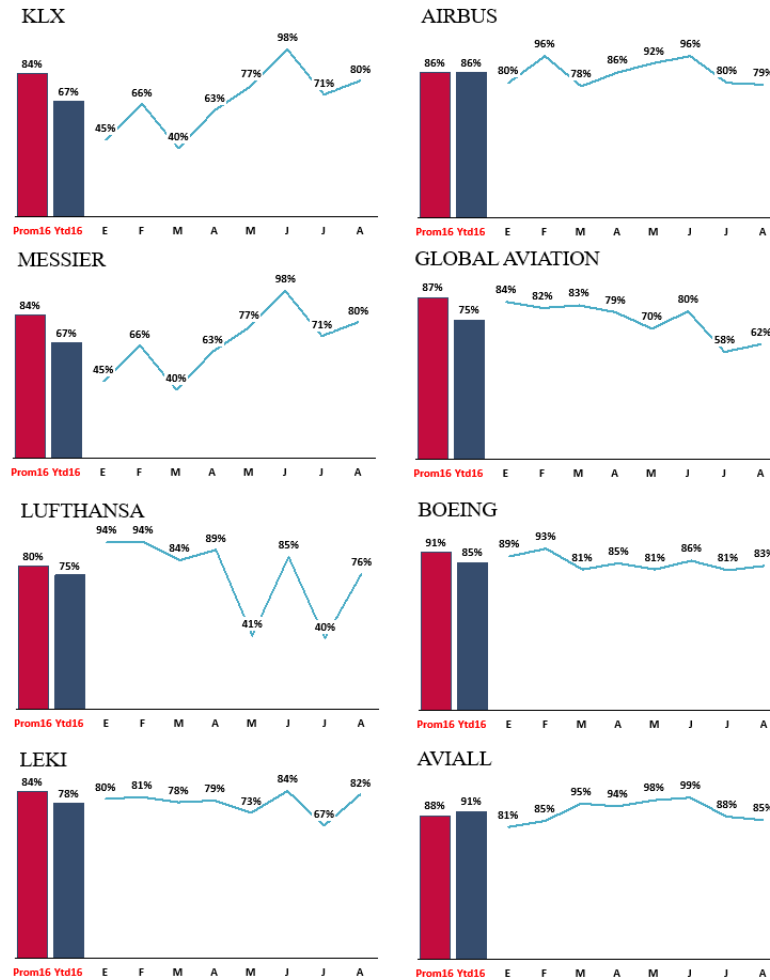 KLX
98%
84%
80%
77%
71%
67%
66%
63%
45%
40%
Prom16 Ytd16 E F M A M J J A
AIRBUS
96% 96%
92%
86% 86% 86%
80% 78% 80% 79%
Prom16 Ytd16 E F M A M J J A
MESSIER
98%
84%
80%
77%
71%
67%
66%
63%
45%
40%
Prom16 Ytd16 E F M A M J J A
GLOBAL AVIATION
87%
84% 82% 83% 79% 80%
75%
70%
58% 62%
Prom16 Ytd16 E F M A M J J A
LUFTHANSA
94% 94%
89%
84% 85%
80%
75% 76%
41% 40%
Prom16 Ytd16 E F M A M J J A
BOEING
91% 89% 93%
85% 81% 85% 81% 86% 81% 83%
Prom16 Ytd16 E F M A M J J A
LEKI
84% 78% 80% 81% 78% 79% 73% 84% 67% 82%
Prom16 Ytd16 E F M A M J J A
AVIALL
88% 91% 81% 85% 95% 94% 98% 99% 88% 85%
Prom16 Ytd16 E F M A M J J A